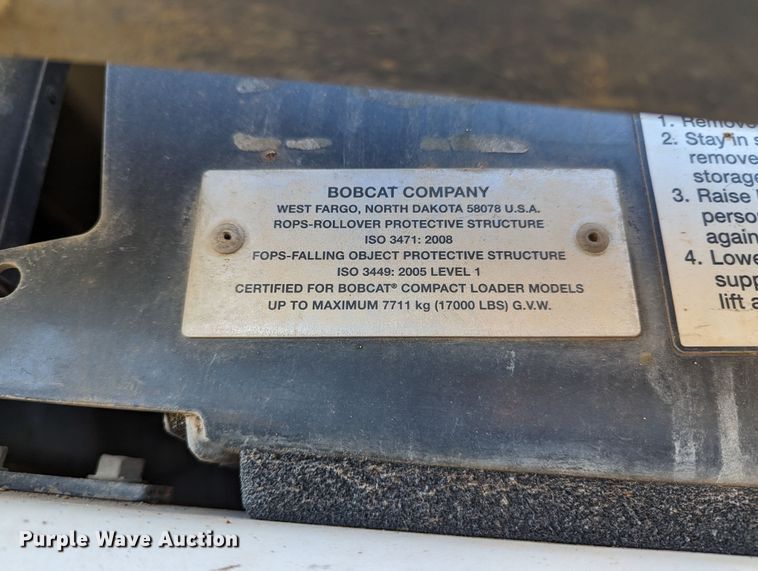 BOBCAT COMPANY
WEST FARGO, NORTH DAKOTA 58078 U.S.A.
ROPS-ROLLOVER PROTECTIVE STRUCTURE
ISO 3471: 2008
FOPS-FALLING OBJECT PROTECTIVE STRUCTURE
ISO 3449: 2005 LEVEL 1
CERTIFIED FOR BOBCAT® COMPACT LOADER MODELS
UP TO MAXIMUM 7711 kg (17000 LBS) G.V.W.
1. Remove
2. Stay in s
remove
storage
3. Raise
person
again
4. Lowe
supp
lift a
Purple Wave Auction